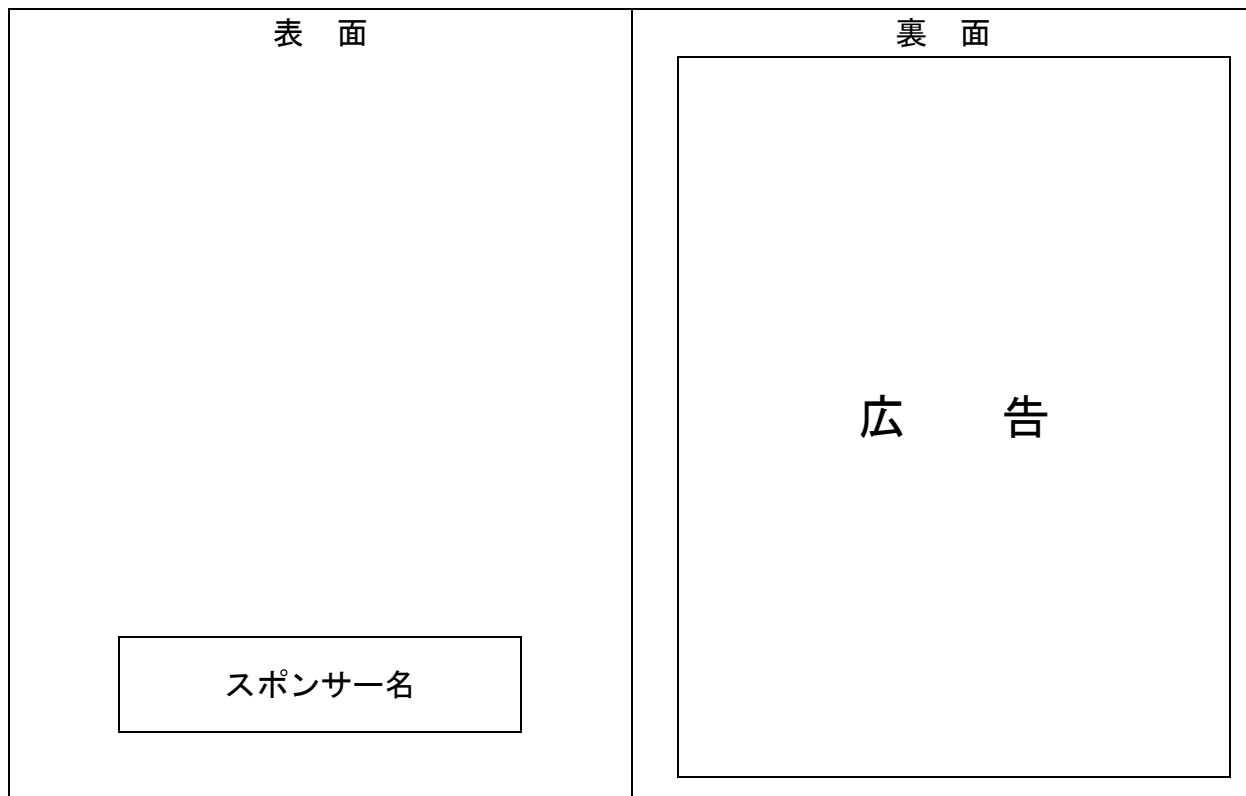 表　面
スポンサー名
裏　面
広　　告